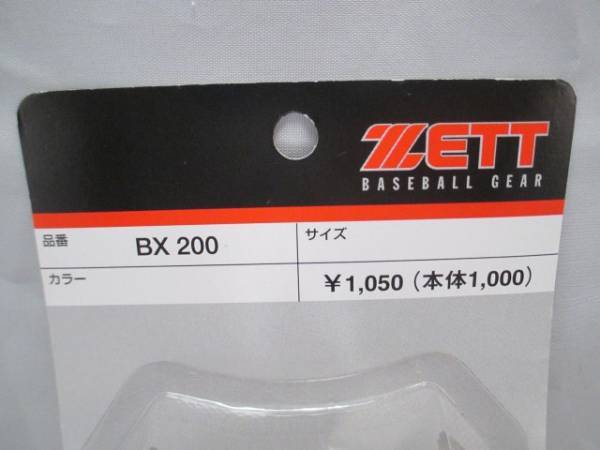 ZETT
BASEBALL GEAR
品番 BX 200
サイズ
カラー
¥1,050（本体1,000）